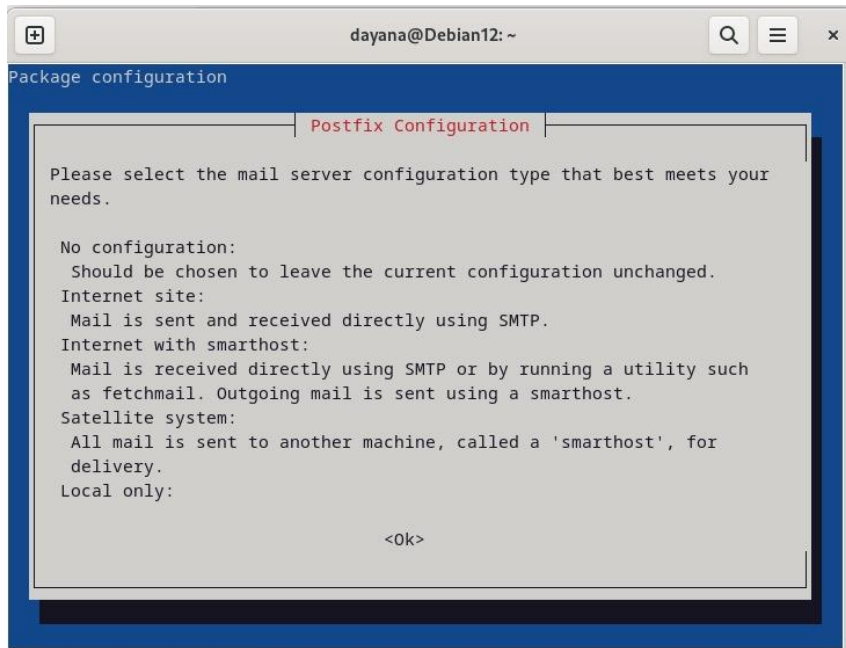 dayana@Debian12: ~
Package configuration
Postfix Configuration
Please select the mail server configuration type that best meets your
needs.
No configuration:
Should be chosen to leave the current configuration unchanged.
Internet site:
Mail is sent and received directly using SMTP.
Internet with smarthost:
Mail is received directly using SMTP or by running a utility such
as fetchmail. Outgoing mail is sent using a smarthost.
Satellite system:
All mail is sent to another machine, called a 'smarthost', for
delivery.
Local only:
<Ok>